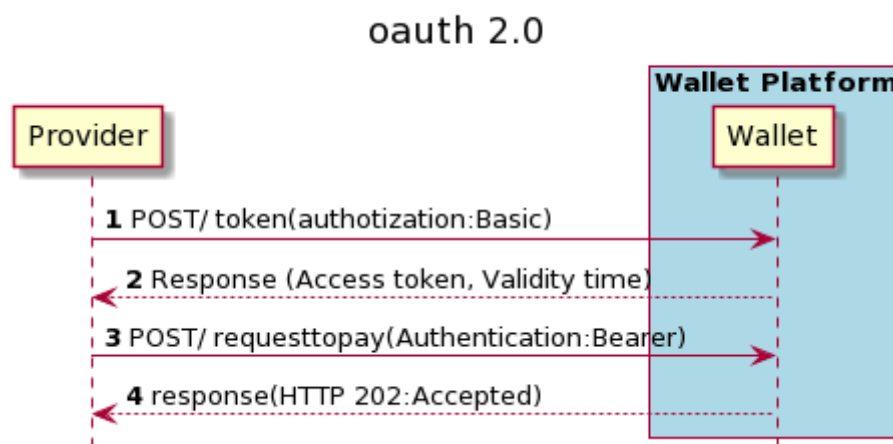 oauth 2.0
Wallet Platform
Provider
Wallet
1 POST/ token(authotization:Basic)
2 Response (Access token, Validity time)
3 POST/ requesttopay(Authentication:Bearer)
4 response(HTTP 202:Accepted)